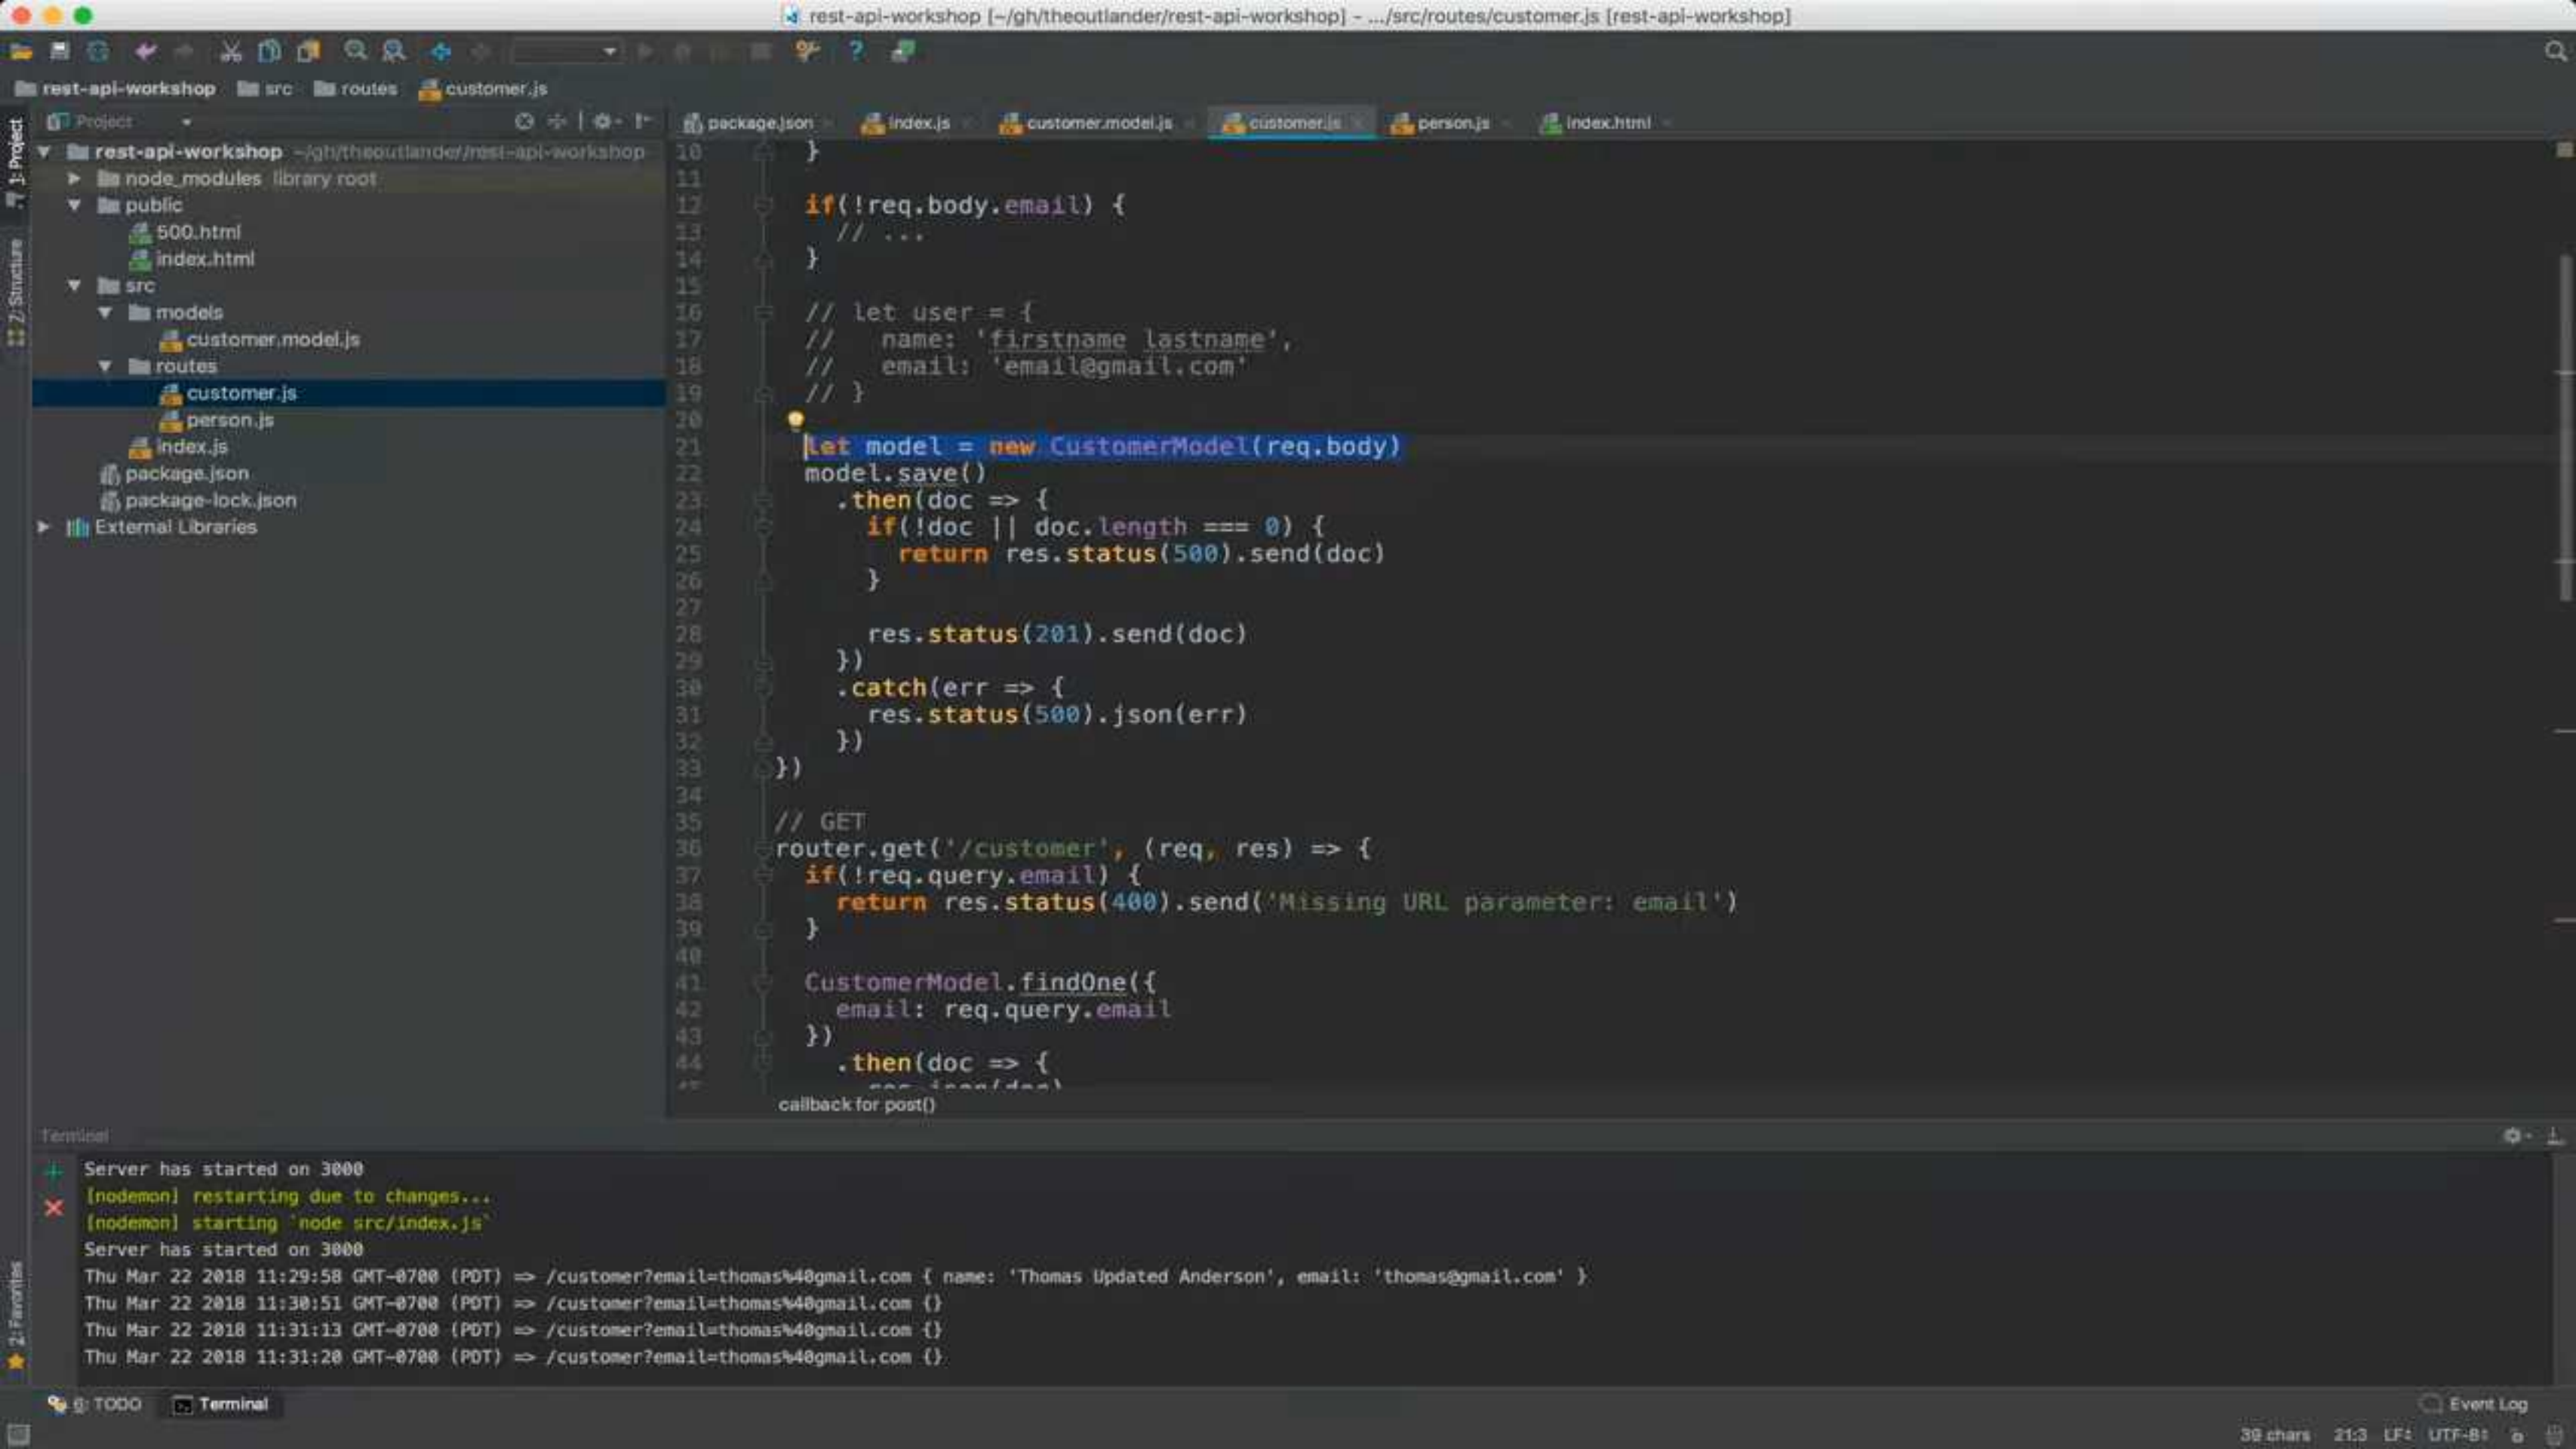 rest-api-workshop [~/gh/theoutlander/rest-api-workshop] - .../src/routes/customer.js [rest-api-workshop]
rest-api-workshop src routes customer.js
Project
package.json index.js customer.model.js customer.js person.js index.html
1: Project
2: Structure
2: Favorites
rest-api-workshop ~/gh/theoutlander/rest-api-workshop
node_modules library root
public
500.html
index.html
src
models
customer.model.js
routes
customer.js
person.js
index.js
package.json
package-lock.json
External Libraries
10 }
11
12 if(!req.body.email) {
13 // ...
14 }
15
16 // let user = {
17 // name: 'firstname lastname',
18 // email: 'email@gmail.com'
19 // }
20
21 let model = new CustomerModel(req.body)
22 model.save()
23 .then(doc => {
24 if(!doc || doc.length === 0) {
25 return res.status(500).send(doc)
26 }
27
28 res.status(201).send(doc)
29 })
30 .catch(err => {
31 res.status(500).json(err)
32 })
33 })
34
35 // GET
36 router.get('/customer', (req, res) => {
37 if(!req.query.email) {
38 return res.status(400).send('Missing URL parameter: email')
39 }
40
41 CustomerModel.findOne({
42 email: req.query.email
43 })
44 .then(doc => {
res.json(doc)
callback for post()
Terminal
Server has started on 3000
[nodemon] restarting due to changes...
[nodemon] starting `node src/index.js`
Server has started on 3000
Thu Mar 22 2018 11:29:58 GMT-0700 (PDT) => /customer?email=thomas%40gmail.com { name: 'Thomas Updated Anderson', email: 'thomas@gmail.com' }
Thu Mar 22 2018 11:30:51 GMT-0700 (PDT) => /customer?email=thomas%40gmail.com {}
Thu Mar 22 2018 11:31:13 GMT-0700 (PDT) => /customer?email=thomas%40gmail.com {}
Thu Mar 22 2018 11:31:20 GMT-0700 (PDT) => /customer?email=thomas%40gmail.com {}
6: TODO Terminal Event Log
39 chars 21:3 LF UTF-8